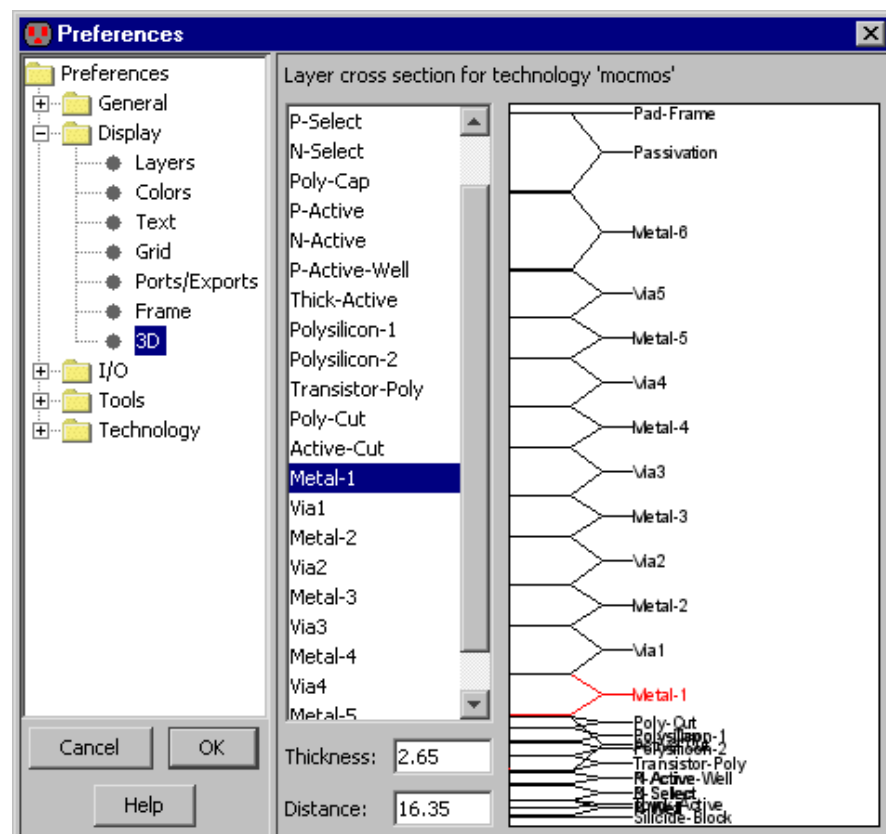 Preferences
Preferences
General
Display
Layers
Colors
Text
Grid
Ports/Exports
Frame
3D
I/O
Tools
Technology
Cancel
OK
Help
Layer cross section for technology 'mocmos'
P-Select
N-Select
Poly-Cap
P-Active
N-Active
P-Active-Well
Thick-Active
Polysilicon-1
Polysilicon-2
Transistor-Poly
Poly-Cut
Active-Cut
Metal-1
Via1
Metal-2
Via2
Metal-3
Via3
Metal-4
Via4
Metal-5
Thickness: 2.65
Distance: 16.35
Pad-Frame
Passivation
Metal-6
Via5
Metal-5
Via4
Metal-4
Via3
Metal-3
Via2
Metal-2
Via1
Metal-1
Poly-Cut
Polysilicon-2
Transistor-Poly
Silicide-Block